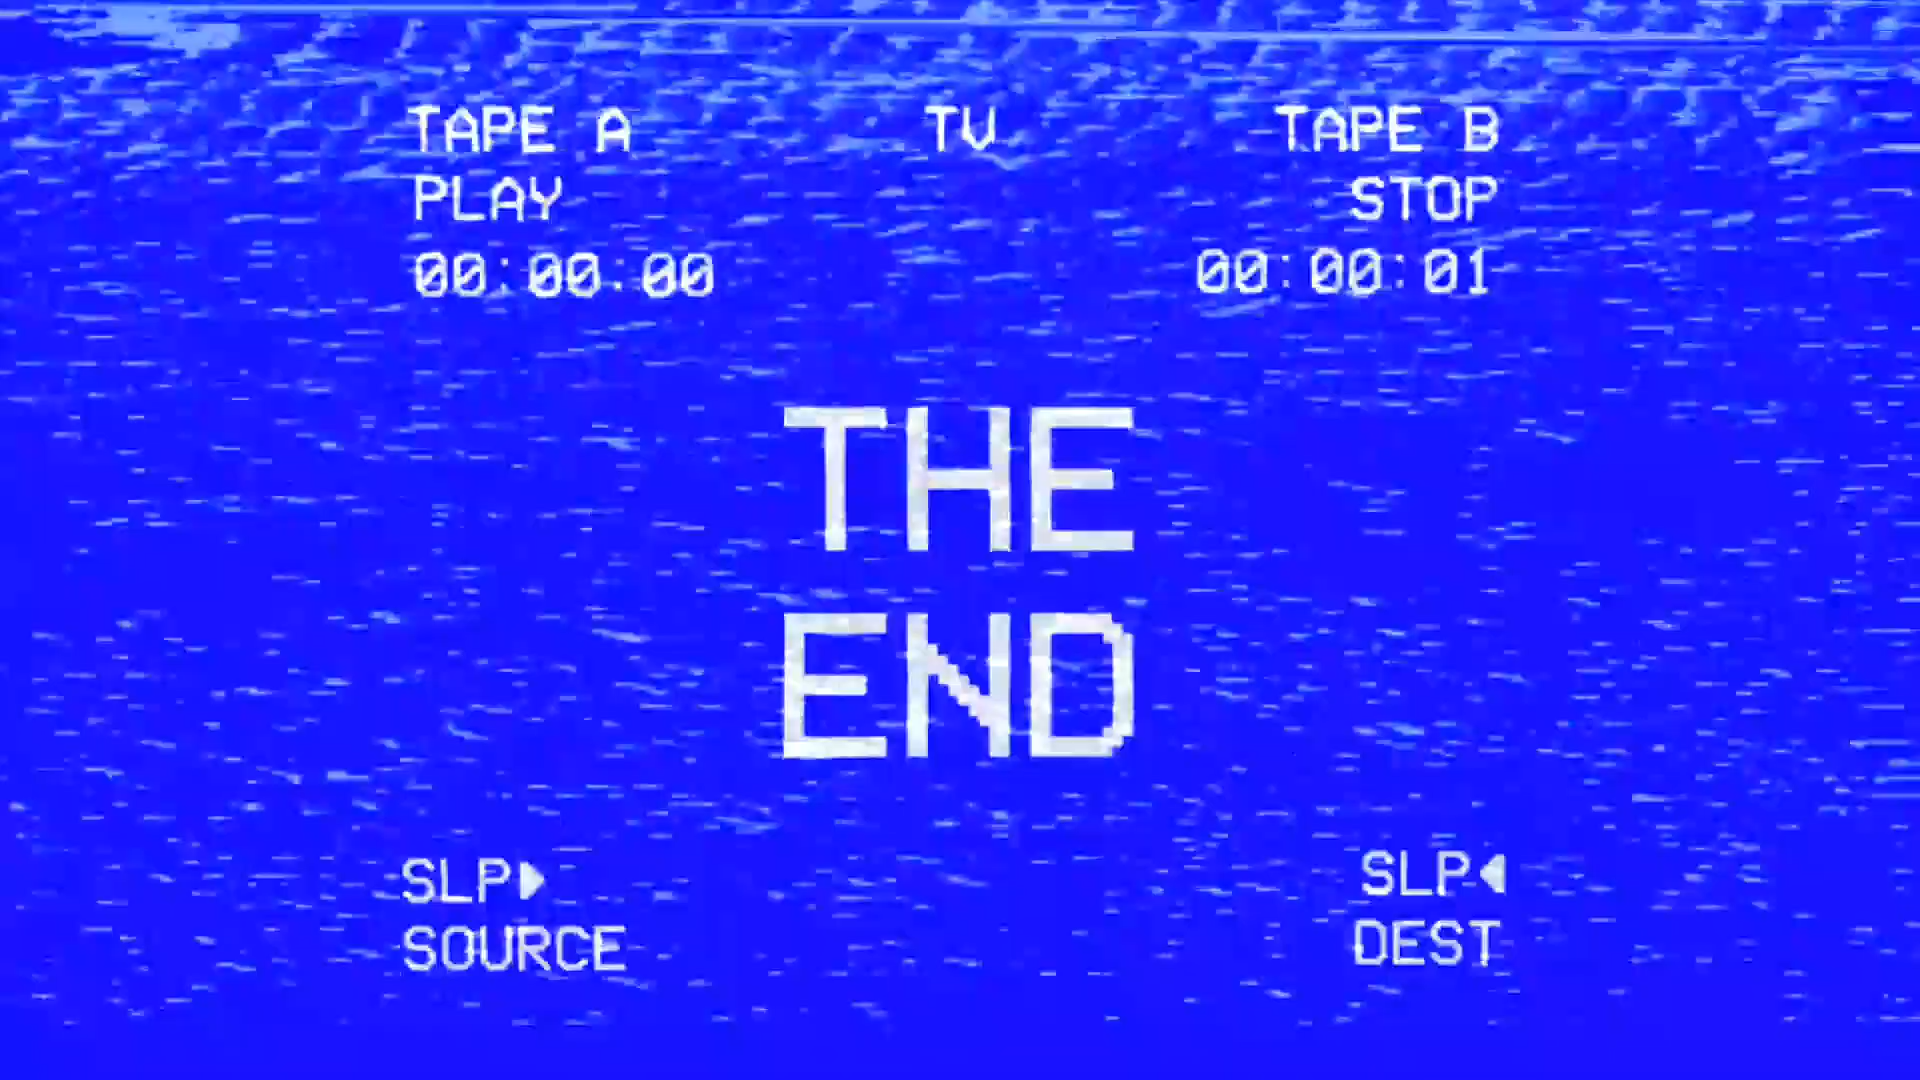 TAPE A TV TAPE B
PLAY STOP
00:00:00 00:00:01
THE
END
SLP▶ SLP◀
SOURCE DEST